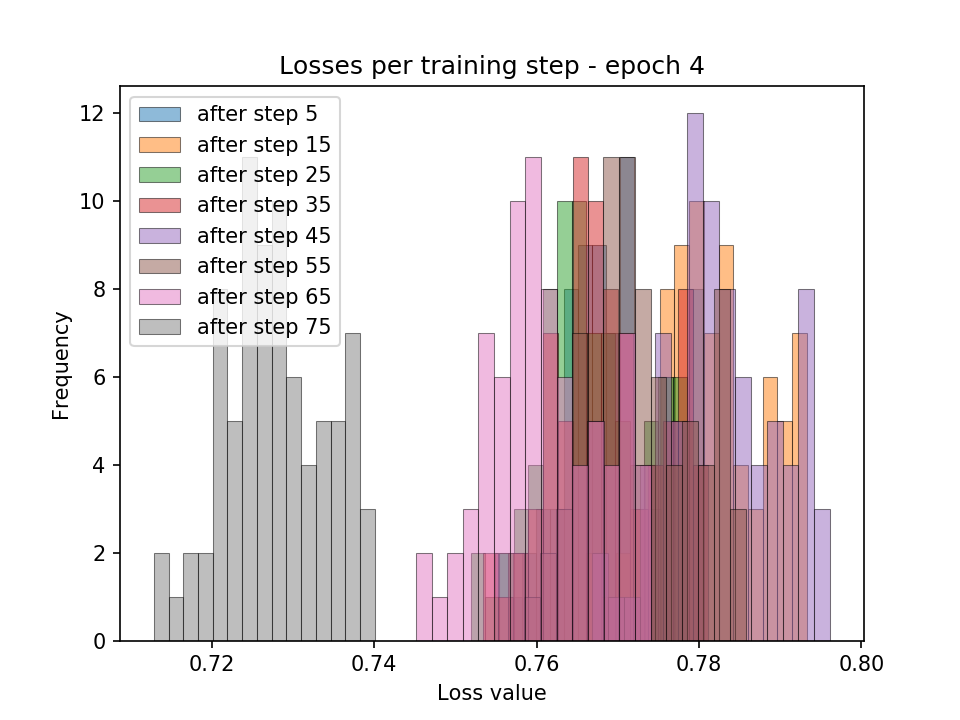 Losses per training step - epoch 4
12
10
8
6
4
2
0
Frequency
after step 5
after step 15
after step 25
after step 35
after step 45
after step 55
after step 65
after step 75
0.72
0.74
0.76
0.78
0.80
Loss value